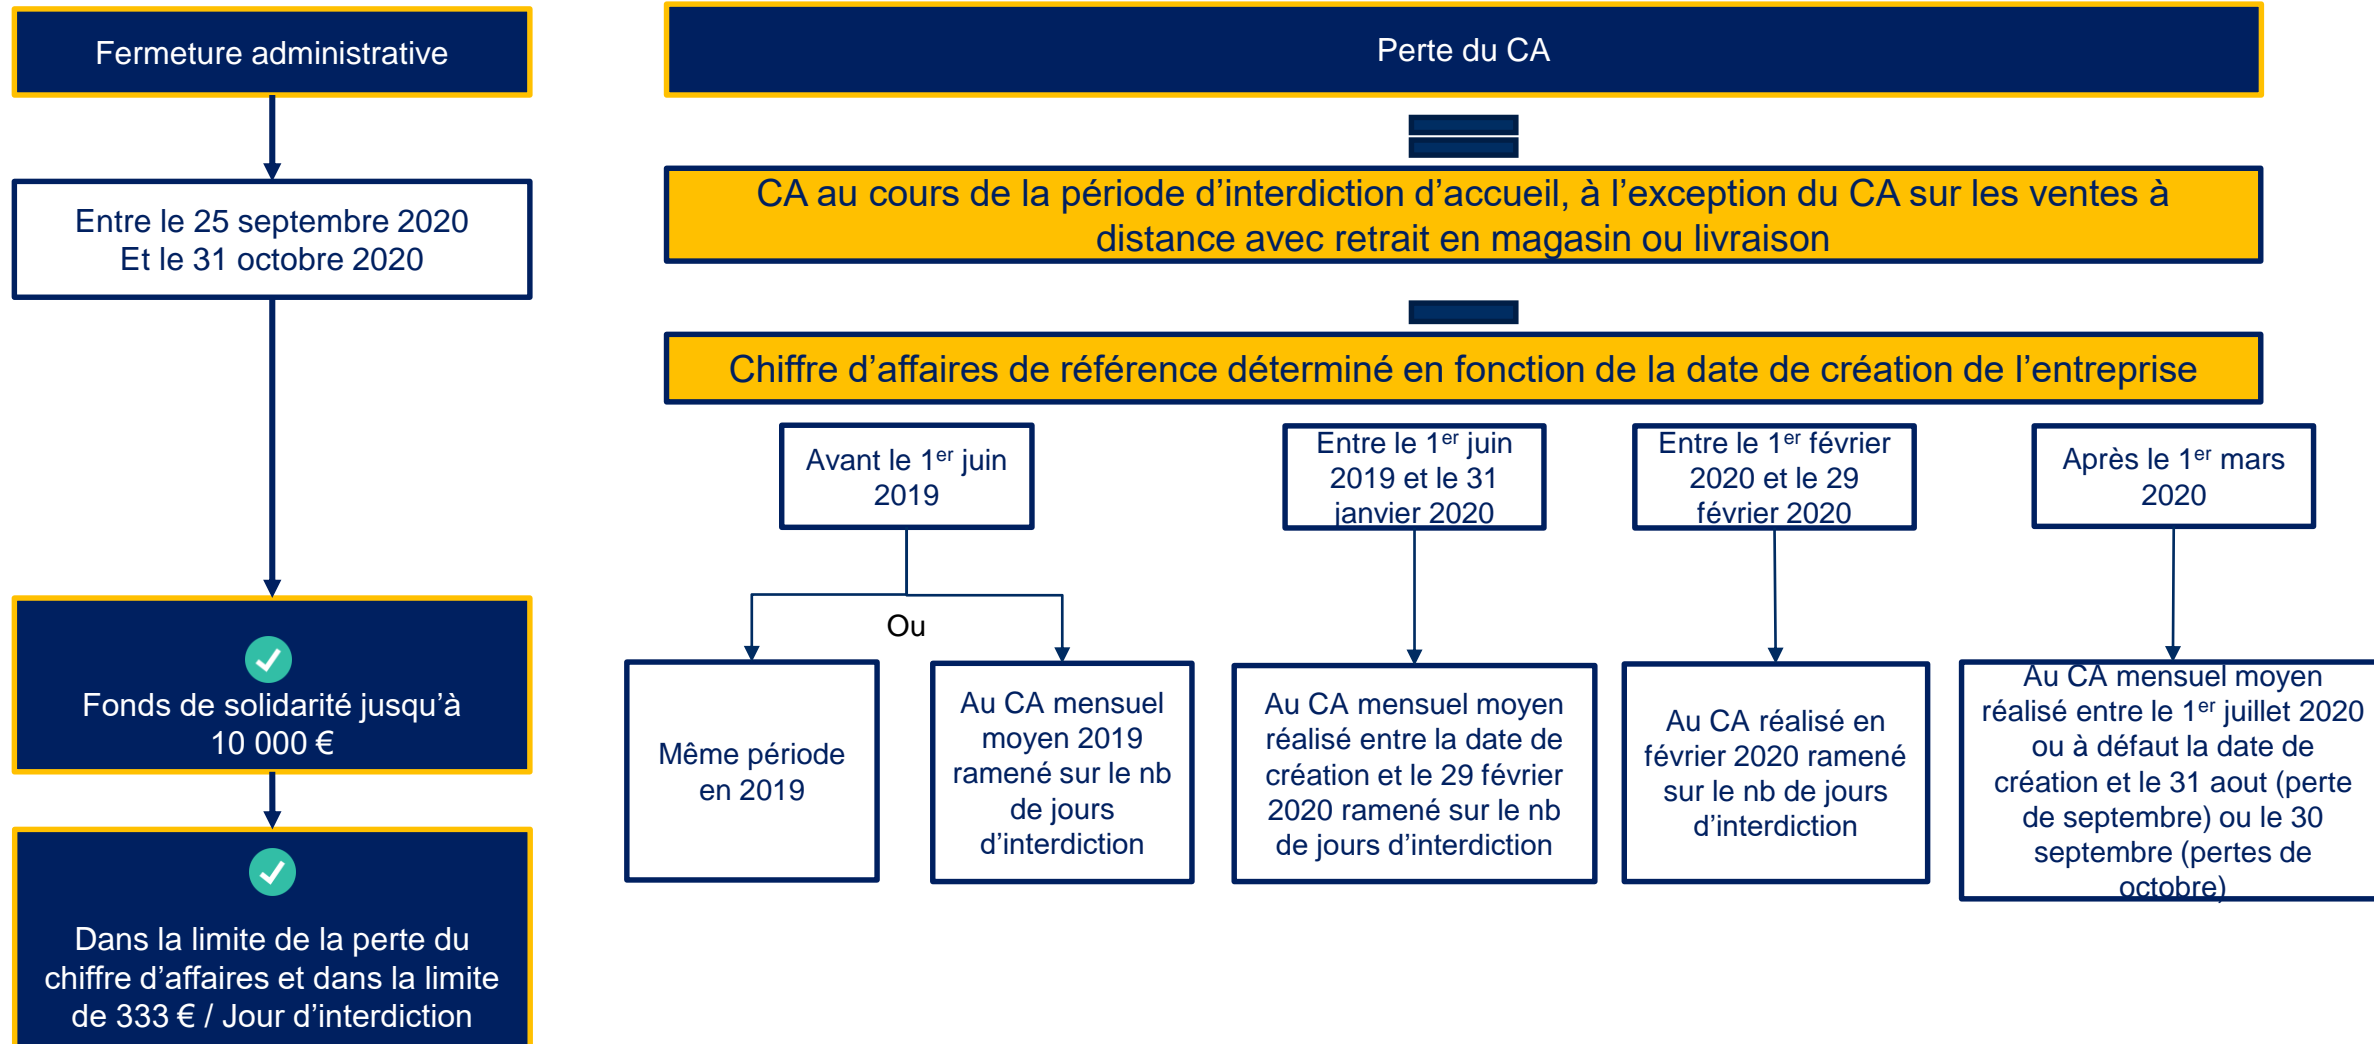 Fermeture administrative
Entre le 25 septembre 2020
Et le 31 octobre 2020
Fonds de solidarité jusqu’à
10 000 €
Dans la limite de la perte du
chiffre d’affaires et dans la limite
de 333 € / Jour d’interdiction
Perte du CA
CA au cours de la période d’interdiction d’accueil, à l’exception du CA sur les ventes à
distance avec retrait en magasin ou livraison
Chiffre d’affaires de référence déterminé en fonction de la date de création de l’entreprise
Avant le 1er juin
2019
Ou
Même période
en 2019
Au CA mensuel
moyen 2019
ramené sur le nb
de jours
d’interdiction
Entre le 1er juin
2019 et le 31
janvier 2020
Au CA mensuel moyen
réalisé entre la date de
création et le 29 février
2020 ramené sur le nb
de jours d’interdiction
Entre le 1er février
2020 et le 29
février 2020
Au CA réalisé en
février 2020 ramené
sur le nb de jours
d’interdiction
Après le 1er mars
2020
Au CA mensuel moyen
réalisé entre le 1er juillet 2020
ou à défaut la date de
création et le 31 aout (perte
de septembre) ou le 30
septembre (pertes de
octobre)